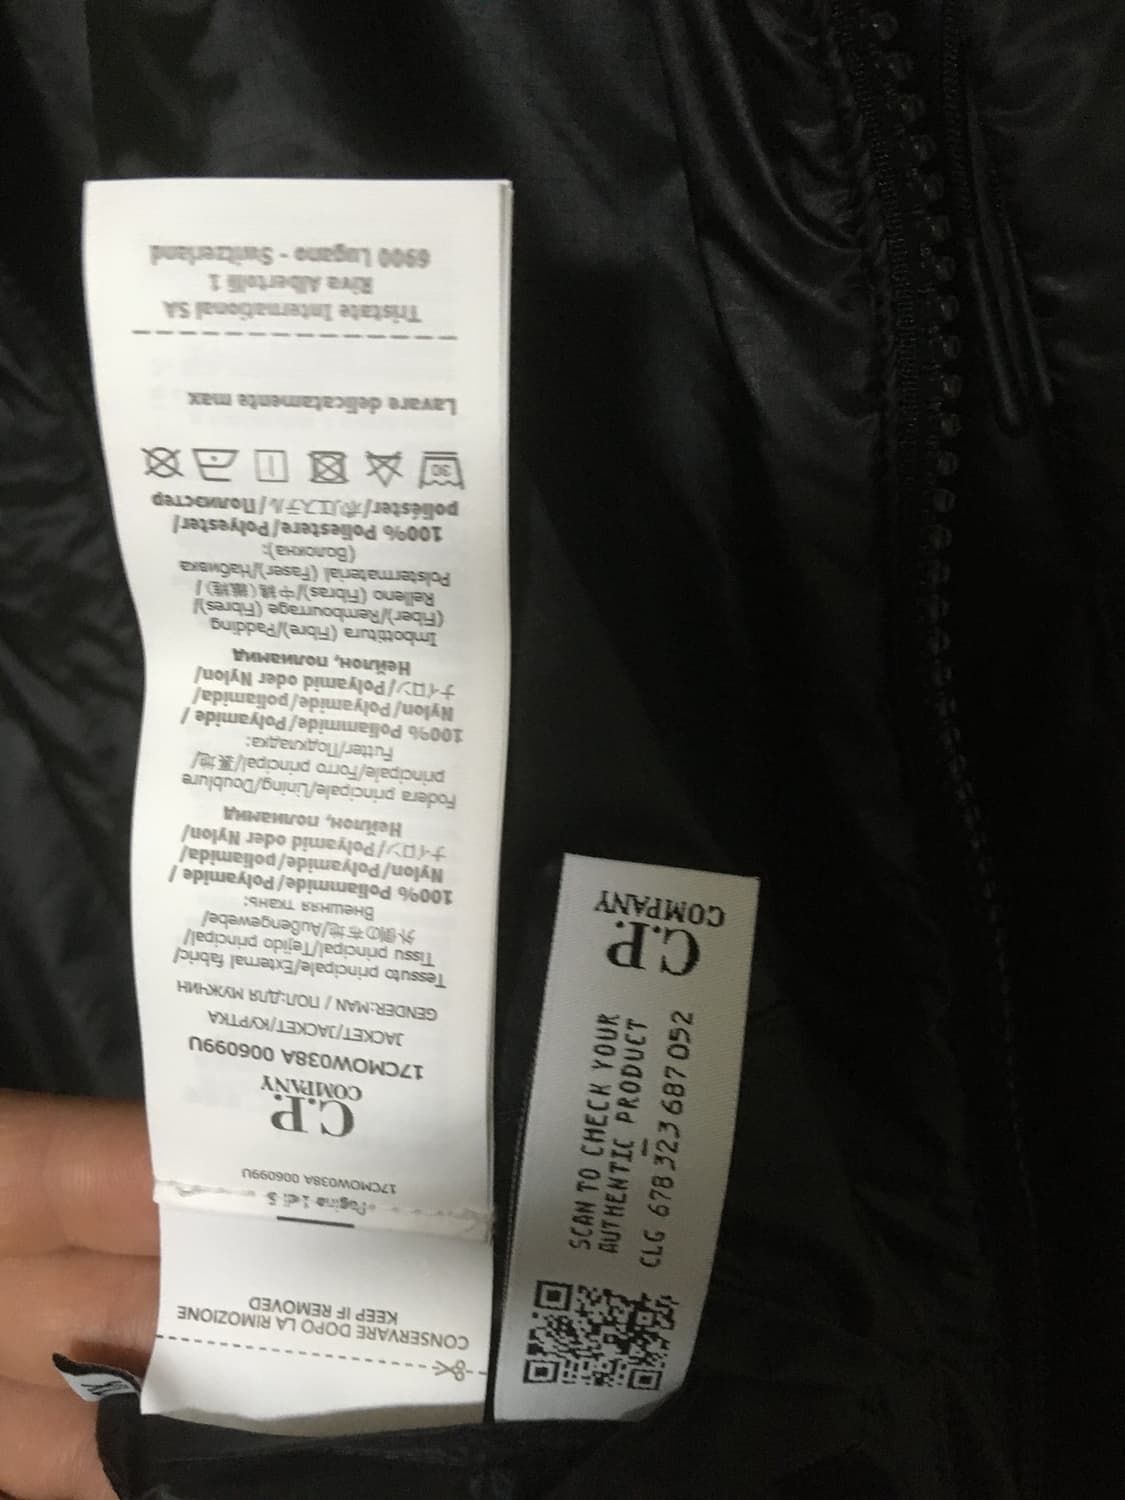 CONSERVARE DOPO LA RIMOZIONE
KEEP IF REMOVED
Pagina 1 di 5
17CMOW038A 006099U
C.P.
COMPANY
17CMOW038A 006099U
JACKET/JACKET/КУРТКА
GENDER:MAN / ПОЛ:ДЛЯ МУЖЧИН
Tessuto principale/External fabric/
Tissu principal/Tejido principal/
外側の布地/Außengewebe/
Внешняя ткань:
100% Poliammide/Polyamide /
Nylon/Polyamide/poliamida/
ナイロン/Polyamid oder Nylon/
Нейлон, полиамид
Fodera principale/Lining/Doublure
principale/Forro principal/裏地/
Futter/Подкладка:
100% Poliammide/Polyamide /
Nylon/Polyamide/poliamida/
ナイロン/Polyamid oder Nylon/
Нейлон, полиамид
Imbottitura (Fibre)/Padding
(Fiber)/Rembourrage (Fibres)/
Relleno (Fibras)/中綿(繊維)/
Polstermaterial (Faser)/Набивка
(Волокна):
100% Poliestere/Polyester/
poliéster/ポリエステル/Полиэстер
30
Lavare delicatamente max
Tristate International SA
Riva Albertolli 1
6900 Lugano - Switzerland
C.P.
COMPANY
SCAN TO CHECK YOUR
AUTHENTIC PRODUCT
CLG 678 323 687 052